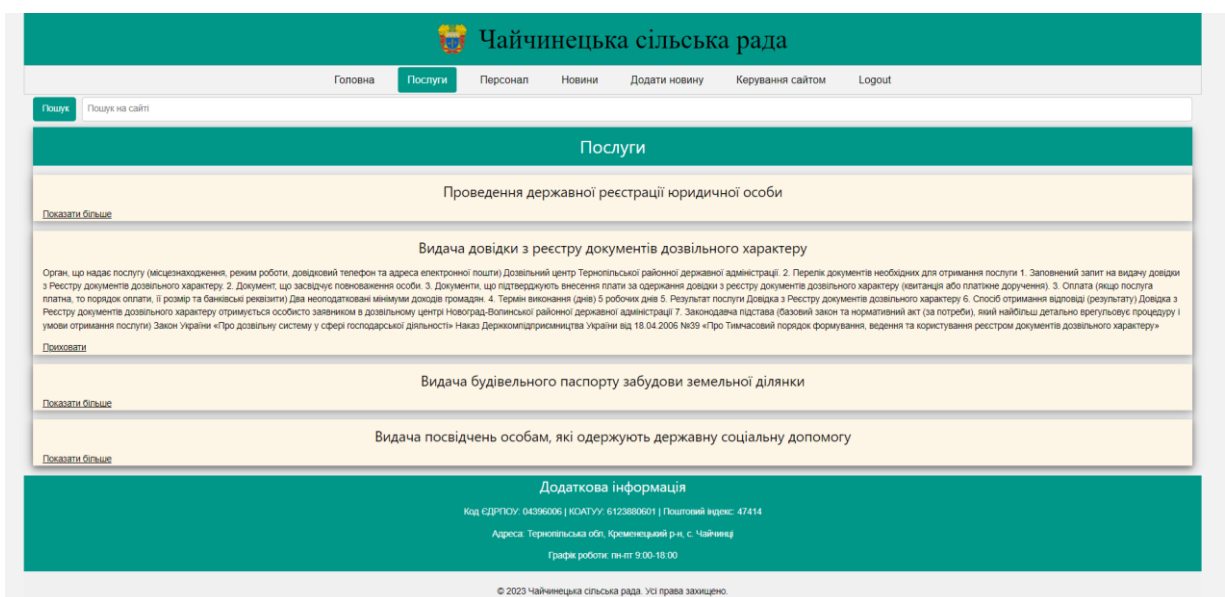 Чайчинецька сільська рада
Головна Послуги Персонал Новини Додати новину Керування сайтом Logout
Пошук Пошук на сайті
Послуги
Проведення державної реєстрації юридичної особи
Показати більше
Видача довідки з реєстру документів дозвільного характеру
Орган, що надає послугу (місцезнаходження, режим роботи, довідковий телефон та адреса електронної пошти) Дозвільний центр Тернопільської районної державної адміністрації. 2. Перелік документів необхідних для отримання послуги 1. Заповнений запит на видачу довідки
з Реєстру документів дозвільного характеру. 2. Документ, що засвідчує повноваження особи. 3. Документи, що підтверджують внесення плати за одержання довідки з реєстру документів дозвільного характеру (квитанція або платіжне доручення). 3. Оплата (якщо послуга
платна, то порядок оплати, її розмір та банківські реквізити) Два неоподатковані мінімуми доходів громадян. 4. Термін виконання (днів) 5 робочих днів 5. Результат послуги Довідка з Реєстру документів дозвільного характеру 6. Спосіб отримання відповіді (результату) Довідка з
Реєстру документів дозвільного характеру отримується особисто заявником в дозвільному центрі Новоград-Волинської районної державної адміністрації 7. Законодавча підстава (базовий закон та нормативний акт (за потреби), який найбільш детально врегульовує процедуру і
умови отримання послуги) Закон України «Про дозвільну систему у сфері господарської діяльності» Наказ Держкомпідприємництва України від 18.04.2006 №39 «Про Тимчасовий порядок формування, ведення та користування реєстром документів дозвільного характеру»
Приховати
Видача будівельного паспорту забудови земельної ділянки
Показати більше
Видача посвідчень особам, які одержують державну соціальну допомогу
Показати більше
Додаткова інформація
Код ЄДРПОУ: 04396006 | КОАТУУ: 6123880601 | Поштовий індекс: 47414
Адреса: Тернопільська обл, Кременецький р-н, с. Чайчинці
Графік роботи: пн-пт 9:00-18:00
© 2023 Чайчинецька сільська рада. Усі права захищено.